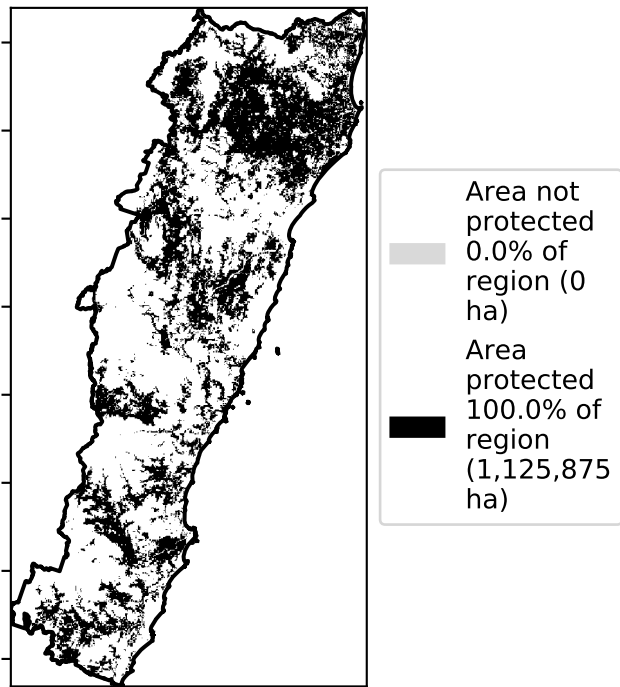 Area not
protected
0.0% of
region (0
ha)
Area
protected
100.0% of
region
(1,125,875
ha)